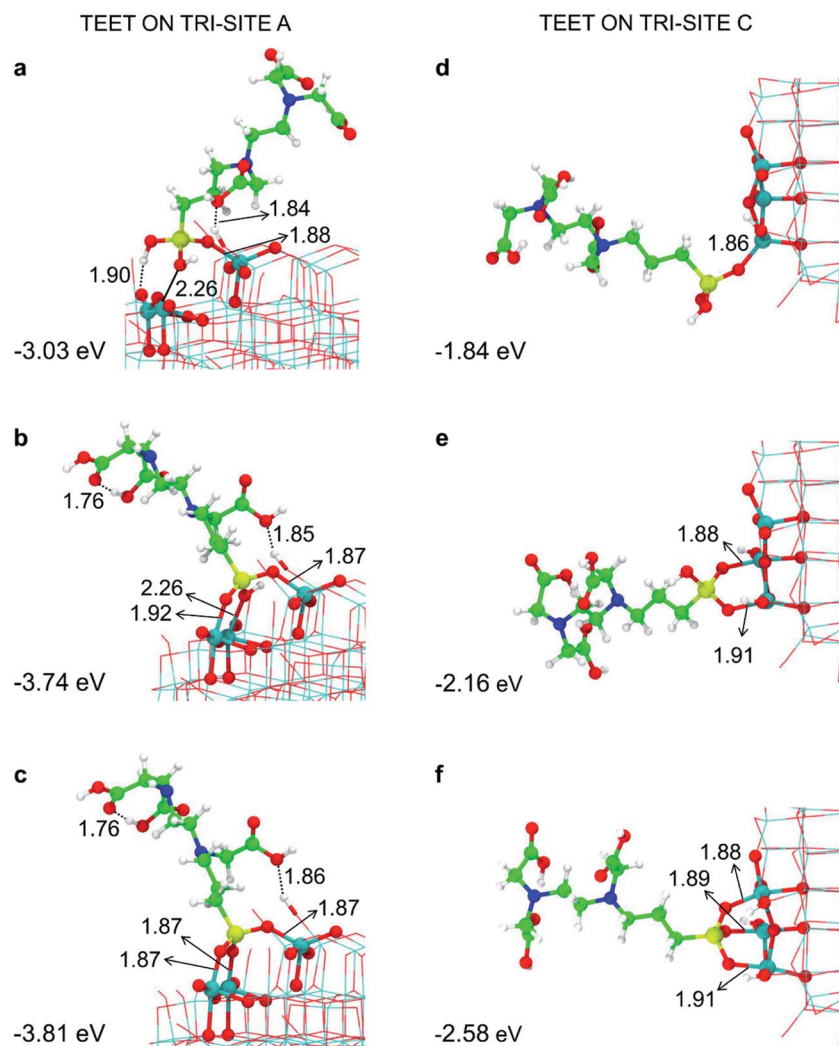 TEET ON TRI-SITE A
TEET ON TRI-SITE C
a
1.84
1.88
1.90
2.26
-3.03 eV
d
1.86
-1.84 eV
b
1.76
1.85
1.87
2.26
1.92
-3.74 eV
e
1.88
1.91
-2.16 eV
c
1.76
1.86
1.87
1.87
1.87
-3.81 eV
f
1.88
1.89
1.91
-2.58 eV